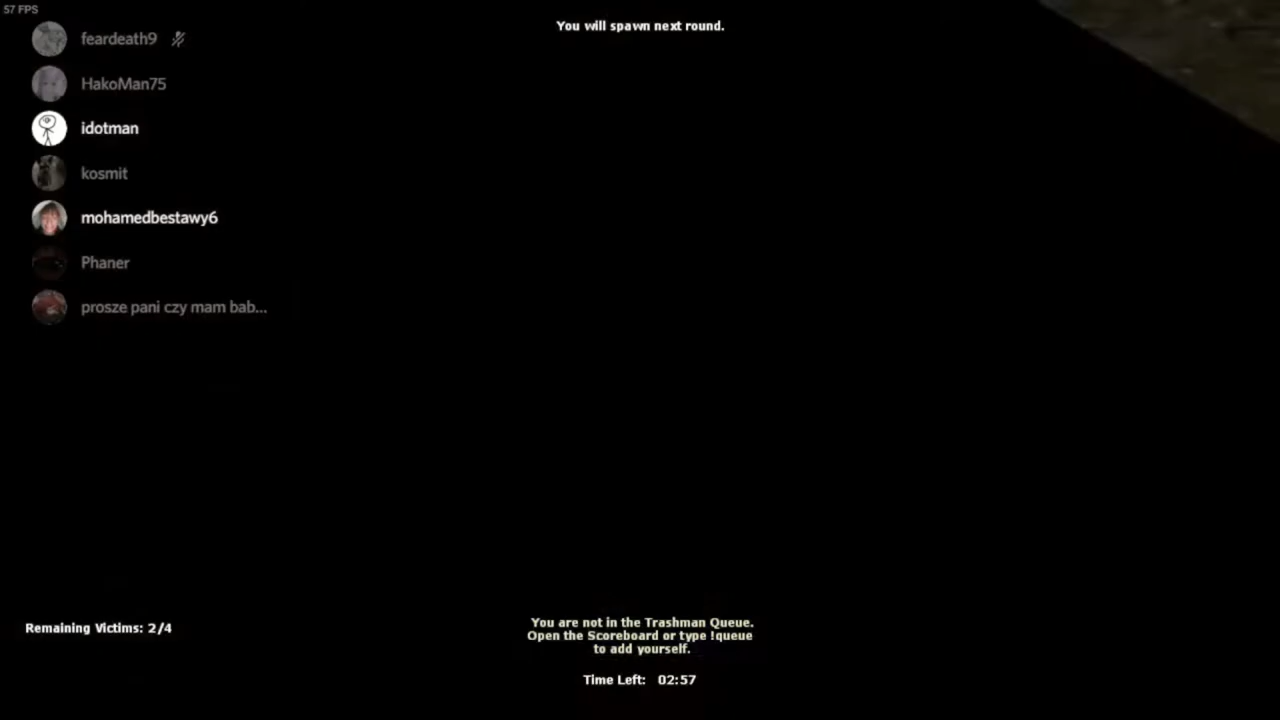 57 FPS
You will spawn next round.
feardeath9
HakoMan75
idotman
kosmit
mohamedbestawy6
Phaner
prosze pani czy mam bab...
You are not in the Trashman Queue.
Open the Scoreboard or type !queue
to add yourself.
Remaining Victims: 2/4
Time Left: 02:57